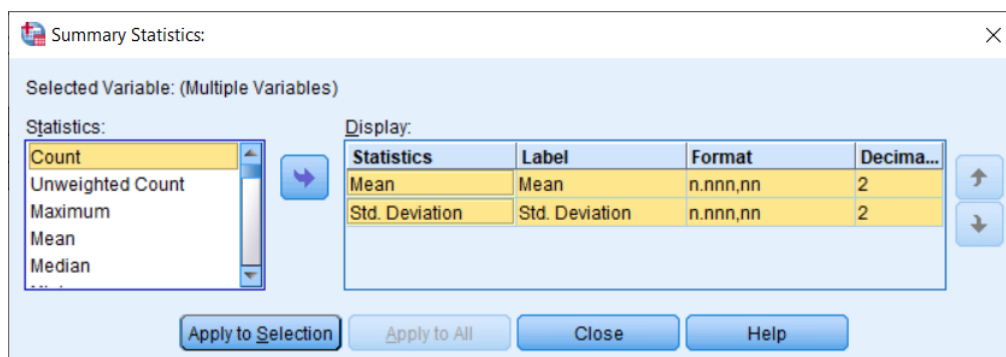 Summary Statistics:
Selected Variable: (Multiple Variables)
Statistics:
Display:
Count
Unweighted Count
Maximum
Mean
Median
Statistics Label Format Decima...
Mean Mean n.nnn,nn 2
Std. Deviation Std. Deviation n.nnn,nn 2
Apply to Selection Apply to All Close Help